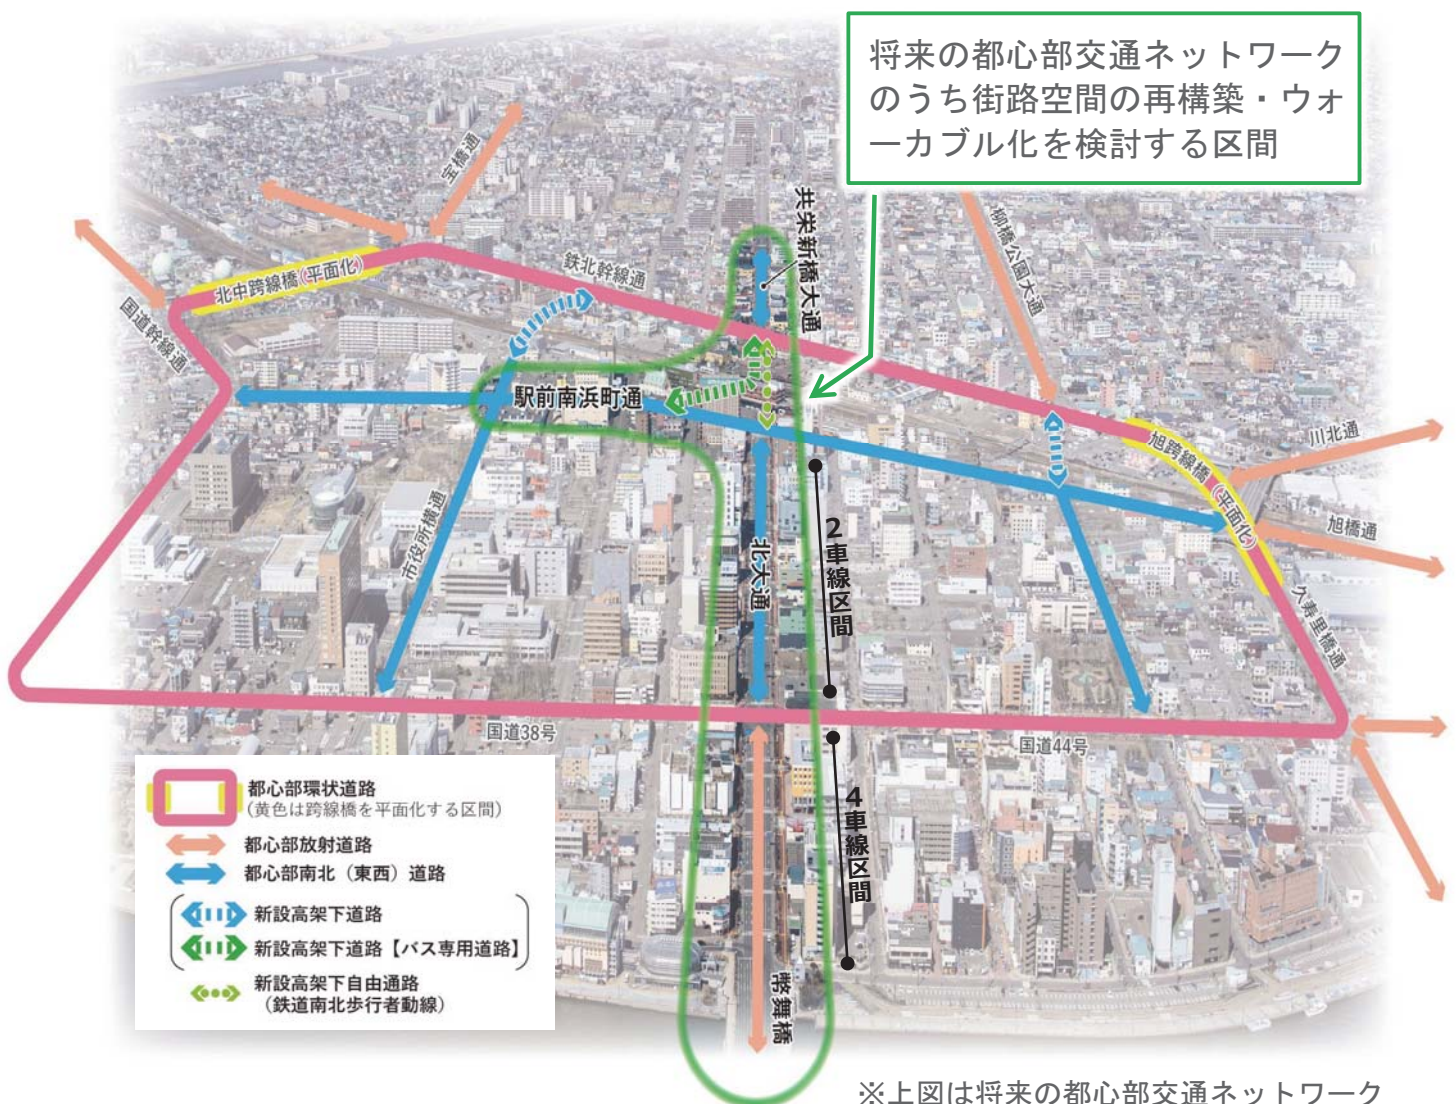 将来の都心部交通ネットワーク
のうち街路空間の再構築・ウォ
ーカブル化を検討する区間
宝橋通
共栄新橋大通
柳橋公園大通
鉄北幹線通
北中跨線橋(平面化)
国道幹線通
駅前南浜町通
川北通
旭跨線橋(平面化)
旭橋通
市役所横通
北大通
2車線区間
久寿里橋通
国道38号
国道44号
4車線区間
幣舞橋
都心部環状道路
(黄色は跨線橋を平面化する区間)
都心部放射道路
都心部南北(東西)道路
新設高架下道路
新設高架下道路【バス専用道路】
新設高架下自由通路
(鉄道南北歩行者動線)
※上図は将来の都心部交通ネットワーク